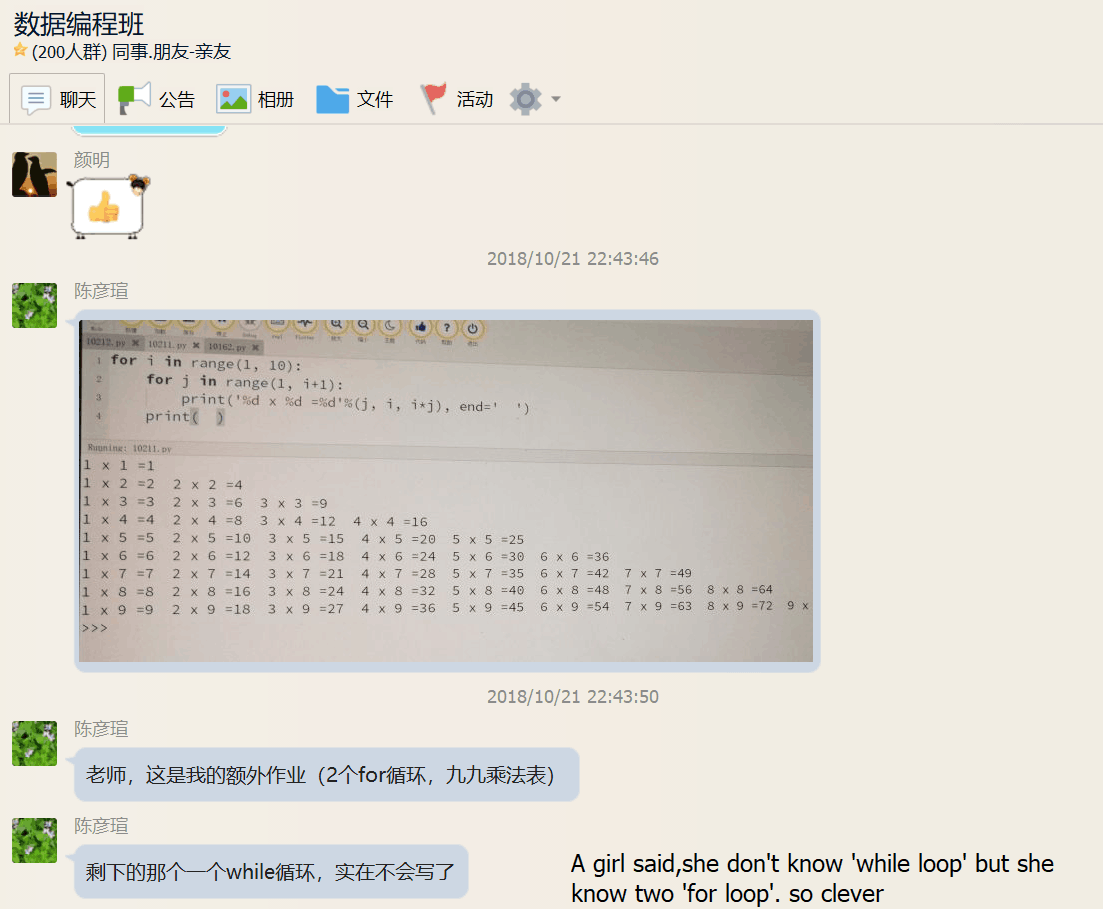 数据编程班
(200人群) 同事.朋友-亲友
聊天 公告 相册 文件 活动
颜明
2018/10/21 22:43:46
陈彦瑄
10212.py × 10211.py × 10162.py ×
1 for i in range(1, 10):
2 for j in range(1, i+1):
3 print('%d x %d =%d'%(j, i, i*j), end='  ')
4 print(  )
Running: 10211.py
1 x 1 =1
1 x 2 =2  2 x 2 =4
1 x 3 =3  2 x 3 =6  3 x 3 =9
1 x 4 =4  2 x 4 =8  3 x 4 =12  4 x 4 =16
1 x 5 =5  2 x 5 =10  3 x 5 =15  4 x 5 =20  5 x 5 =25
1 x 6 =6  2 x 6 =12  3 x 6 =18  4 x 6 =24  5 x 6 =30  6 x 6 =36
1 x 7 =7  2 x 7 =14  3 x 7 =21  4 x 7 =28  5 x 7 =35  6 x 7 =42  7 x 7 =49
1 x 8 =8  2 x 8 =16  3 x 8 =24  4 x 8 =32  5 x 8 =40  6 x 8 =48  7 x 8 =56  8 x 8 =64
1 x 9 =9  2 x 9 =18  3 x 9 =27  4 x 9 =36  5 x 9 =45  6 x 9 =54  7 x 9 =63  8 x 9 =72  9 x
>>>
2018/10/21 22:43:50
陈彦瑄
老师，这是我的额外作业（2个for循环，九九乘法表）
陈彦瑄
剩下的那个一个while循环，实在不会写了
A girl said,she don't know 'while loop' but she
know two 'for loop'. so clever